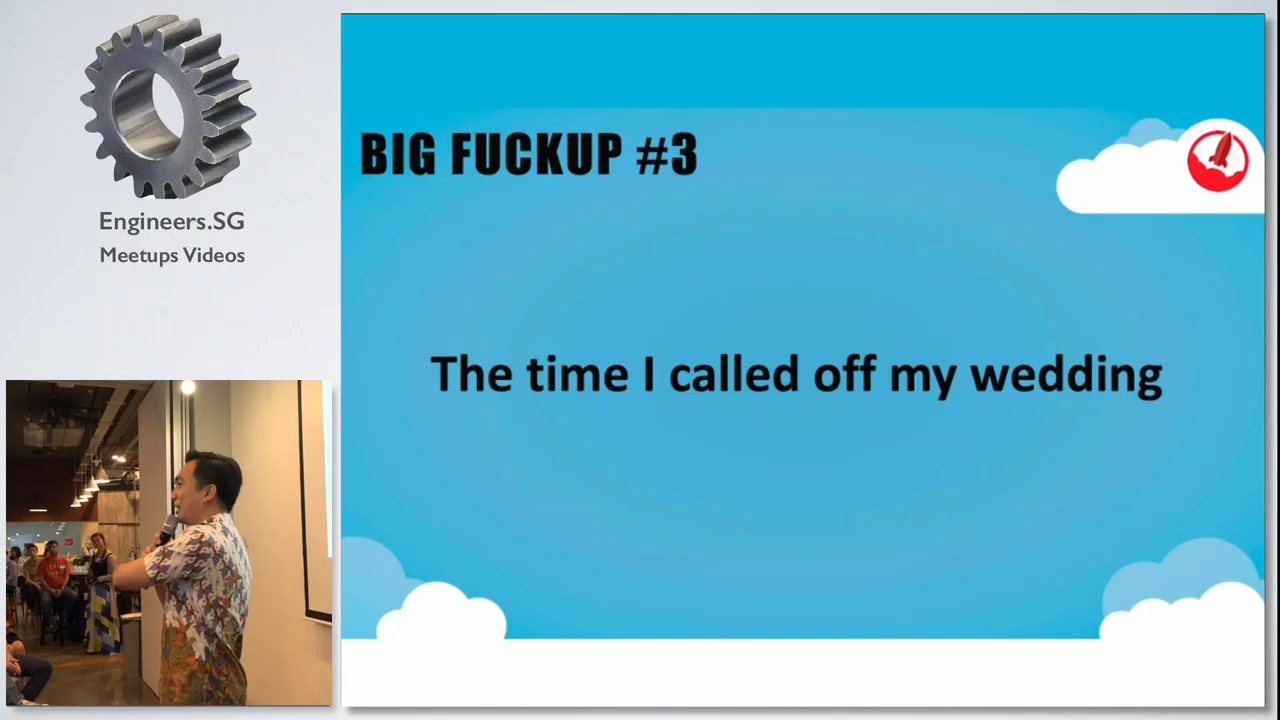 Engineers.SG
Meetups Videos
BIG FUCKUP #3
The time I called off my wedding